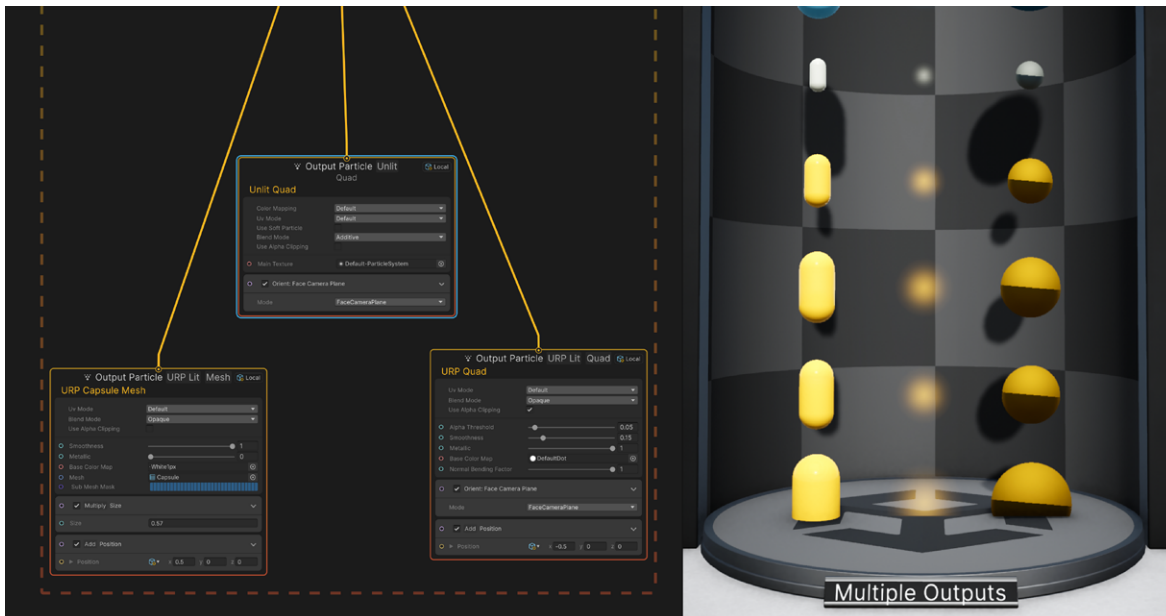 Output Particle Unlit Local
Quad
Unlit Quad
Color Mapping Default
Uv Mode Default
Use Soft Particle
Blend Mode Additive
Use Alpha Clipping
Main Texture Default-ParticleSystem
Orient: Face Camera Plane
Mode FaceCameraPlane
Output Particle URP Lit Mesh Local
URP Capsule Mesh
Uv Mode Default
Blend Mode Opaque
Use Alpha Clipping
Smoothness 1
Metallic 0
Base Color Map White1px
Mesh Capsule
Sub Mesh Mask
Multiply Size
Size 0.57
Add Position
Position x 0.5 y 0 z 0
Output Particle URP Lit Quad Local
URP Quad
Uv Mode Default
Blend Mode Opaque
Use Alpha Clipping
Alpha Threshold 0.05
Smoothness 0.15
Metallic 1
Base Color Map DefaultDot
Normal Bending Factor 1
Orient: Face Camera Plane
Mode FaceCameraPlane
Add Position
Position x -0.5 y 0 z 0
Multiple Outputs